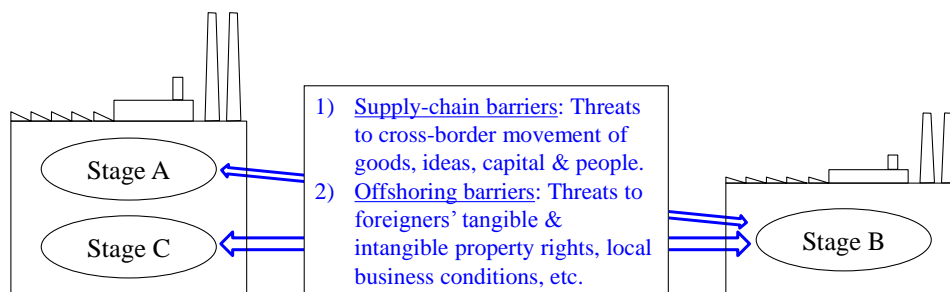 1) Supply-chain barriers: Threats
to cross-border movement of
goods, ideas, capital & people.
2) Offshoring barriers: Threats to
foreigners’ tangible &
intangible property rights, local
business conditions, etc.
Stage A
Stage C
Stage B